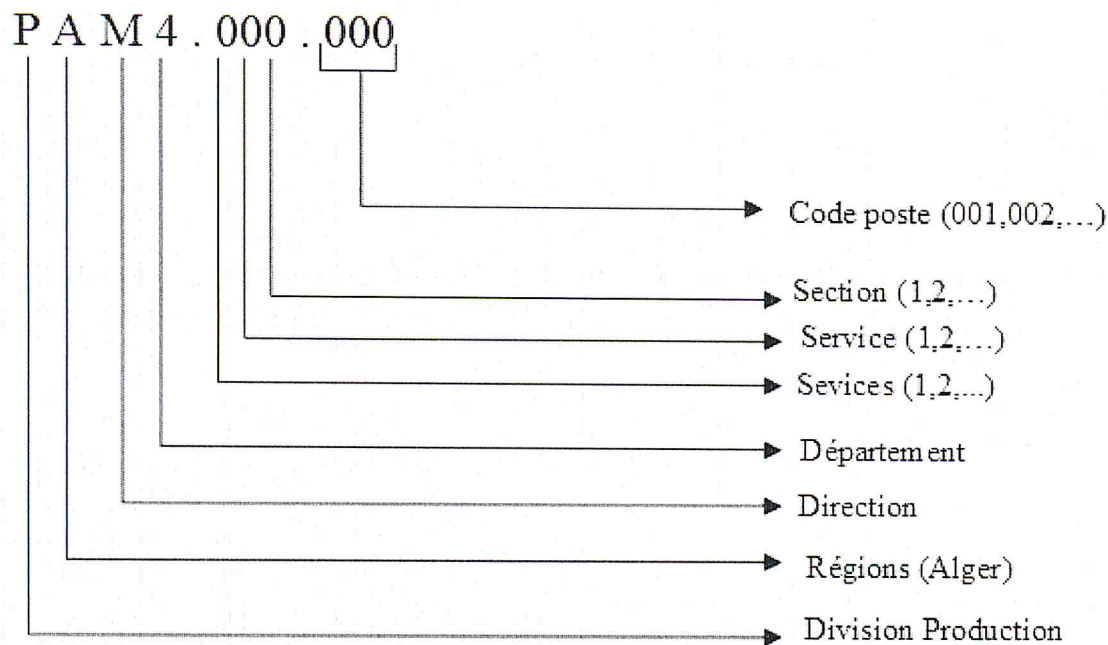 PAM4.000.000
Code poste (001,002,…)
Section (1,2,…)
Service (1,2,…)
Sevices (1,2,…)
Département
Direction
Régions (Alger)
Division Production